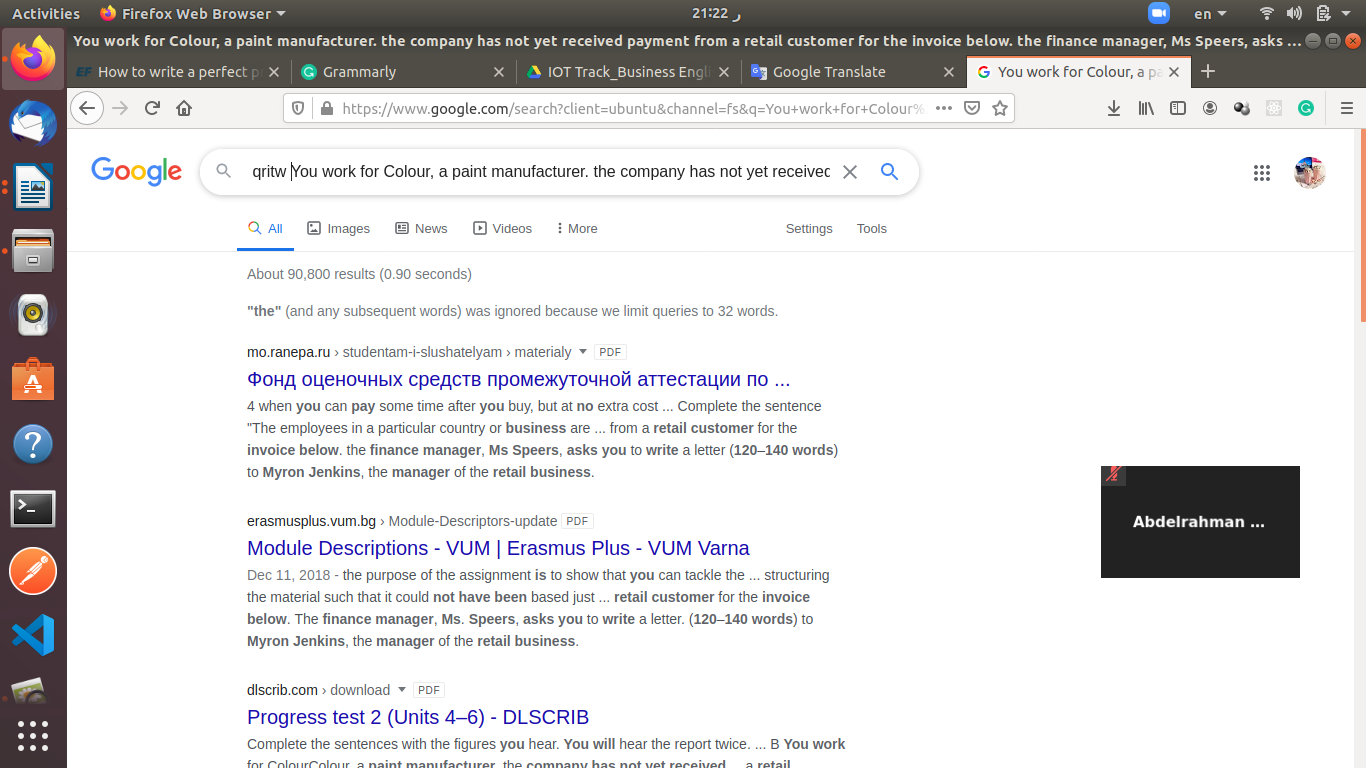 Activities Firefox Web Browser 21:22 ر en
You work for Colour, a paint manufacturer. the company has not yet received payment from a retail customer for the invoice below. the finance manager, Ms Speers, asks ...
How to write a perfect p Grammarly IOT Track_Business Engli Google Translate You work for Colour, a pa
https://www.google.com/search?client=ubuntu&channel=fs&q=You+work+for+Colour%
Google qritw You work for Colour, a paint manufacturer. the company has not yet received
All Images News Videos More Settings Tools
About 90,800 results (0.90 seconds)
"the" (and any subsequent words) was ignored because we limit queries to 32 words.
mo.ranepa.ru › studentam-i-slushatelyam › materialy PDF
Фонд оценочных средств промежуточной аттестации по ...
4 when you can pay some time after you buy, but at no extra cost ... Complete the sentence
"The employees in a particular country or business are ... from a retail customer for the
invoice below. the finance manager, Ms Speers, asks you to write a letter (120–140 words)
to Myron Jenkins, the manager of the retail business.
erasmusplus.vum.bg › Module-Descriptors-update PDF
Module Descriptions - VUM | Erasmus Plus - VUM Varna
Dec 11, 2018 - the purpose of the assignment is to show that you can tackle the ... structuring
the material such that it could not have been based just ... retail customer for the invoice
below. The finance manager, Ms. Speers, asks you to write a letter. (120–140 words) to
Myron Jenkins, the manager of the retail business.
Abdelrahman ...
dlscrib.com › download PDF
Progress test 2 (Units 4–6) - DLSCRIB
Complete the sentences with the figures you hear. You will hear the report twice. ... B You work
for ColourColour, a paint manufacturer. the company has not yet received ... a retail